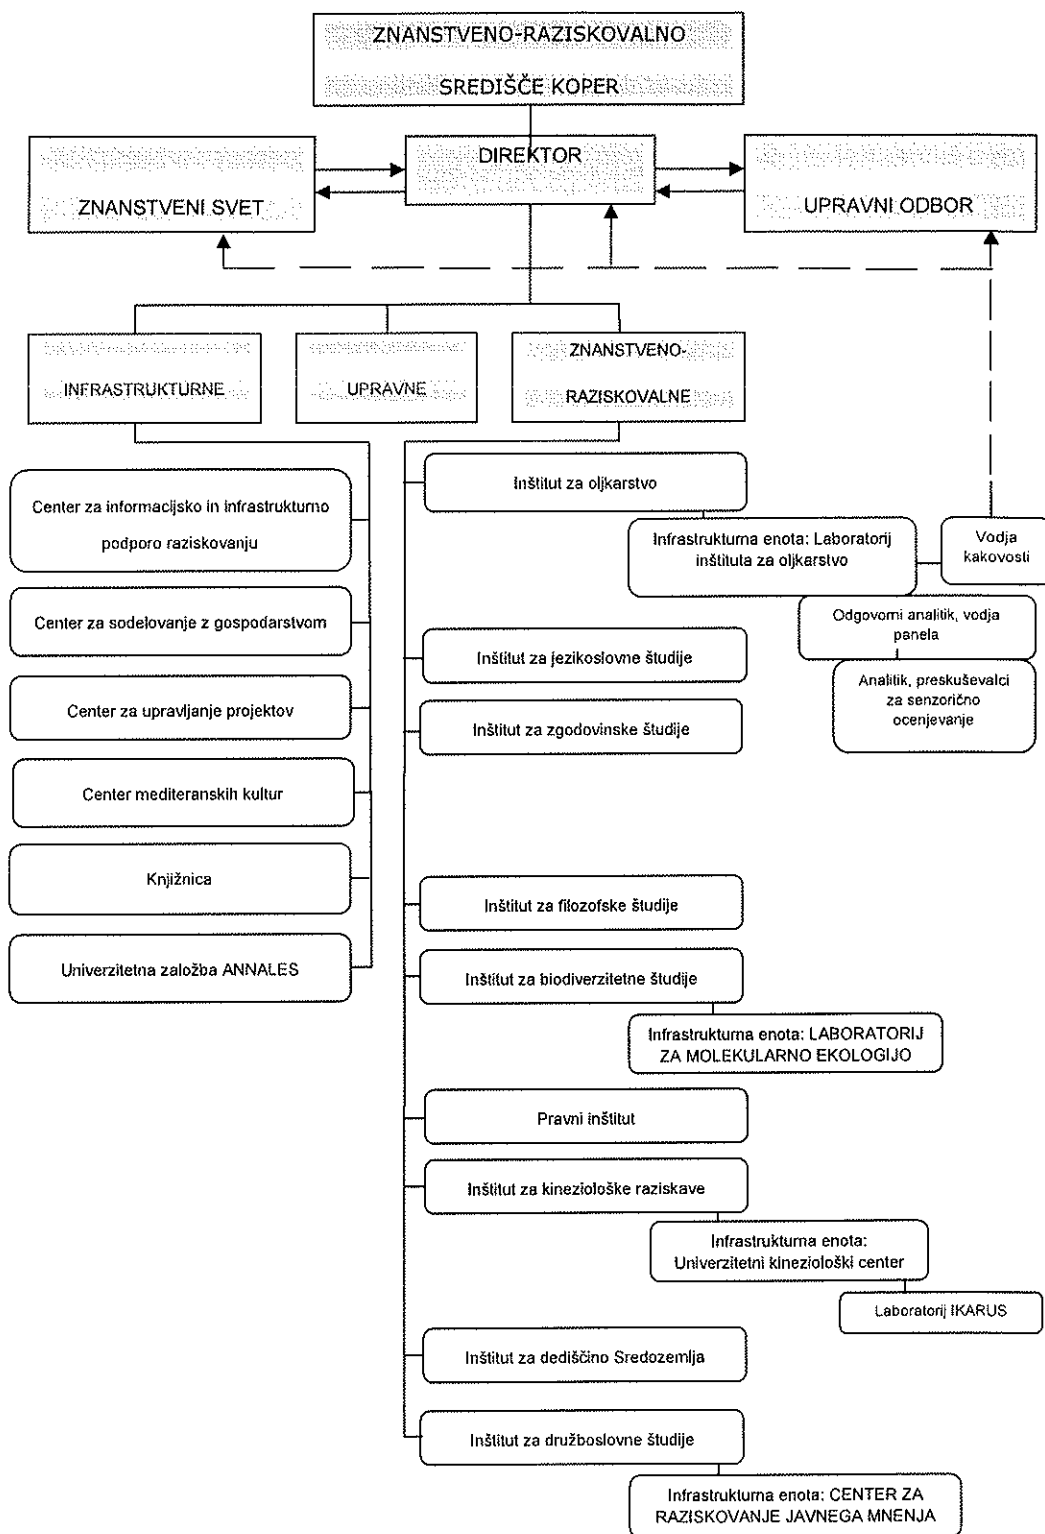 ZNANSTVENO-RAZISKOVALNO
SREDIŠČE KOPER
DIREKTOR
ZNANSTVENI SVET
UPRAVNI ODBOR
INFRASTRUKTURNE
UPRAVNE
ZNANSTVENO-
RAZISKOVALNE
Center za informacijsko in infrastrukturno
podporo raziskovanju
Center za sodelovanje z gospodarstvom
Center za upravljanje projektov
Center mediteranskih kultur
Knjižnica
Univerzitetna založba ANNALES
Inštitut za oljkarstvo
Infrastrukturna enota: Laboratorij
inštituta za oljkarstvo
Vodja
kakovosti
Odgovorni analitik, vodja
panela
Analitik, preskuševalci
za senzorično
ocenjevanje
Inštitut za jezikoslovne študije
Inštitut za zgodovinske študije
Inštitut za filozofske študije
Inštitut za biodiverzitetne študije
Infrastrukturna enota: LABORATORIJ
ZA MOLEKULARNO EKOLOGIJO
Pravni inštitut
Inštitut za kineziološke raziskave
Infrastrukturna enota:
Univerzitetni kineziološki center
Laboratorij IKARUS
Inštitut za dediščino Sredozemlja
Inštitut za družboslovne študije
Infrastrukturna enota: CENTER ZA
RAZISKOVANJE JAVNEGA MNENJA